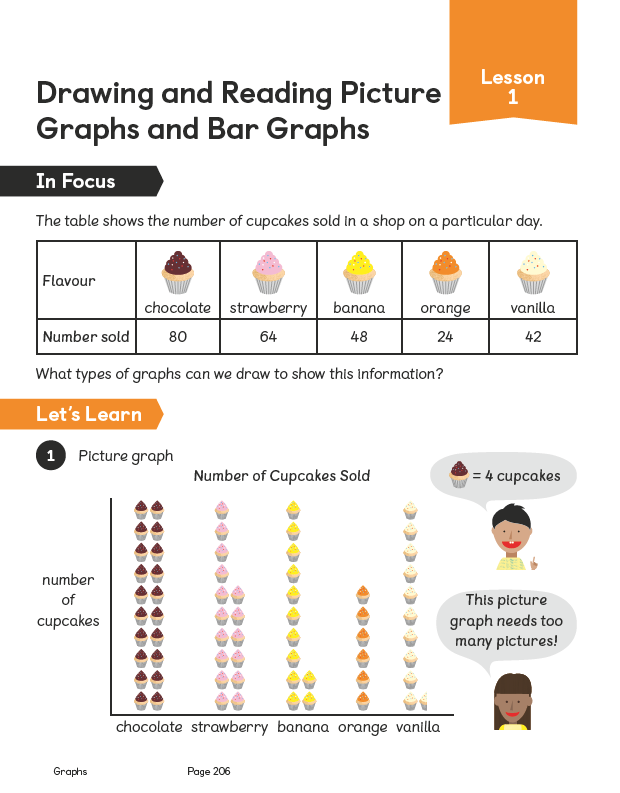 Lesson
1
Drawing and Reading Picture
Graphs and Bar Graphs
In Focus
The table shows the number of cupcakes sold in a shop on a particular day.
Flavour chocolate strawberry banana orange vanilla
Number sold 80 64 48 24 42
What types of graphs can we draw to show this information?
Let's Learn
1 Picture graph
Number of Cupcakes Sold
= 4 cupcakes
number
of
cupcakes
This picture
graph needs too
many pictures!
chocolate strawberry banana orange vanilla
Graphs Page 206